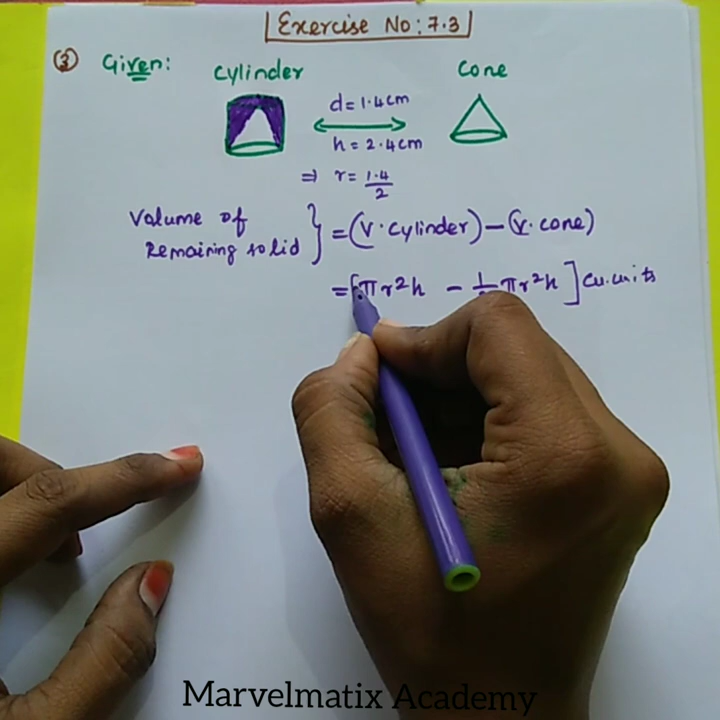 Exercise No: 7.3
③ Given: Cylinder Cone
d = 1.4cm
h = 2.4cm
⇒ r = 1.4/2
Volume of Remaining solid } = (V. cylinder) - (V. cone)
= [πr²h - 1/ πr²h] cu.units
Marvelmatix Academy